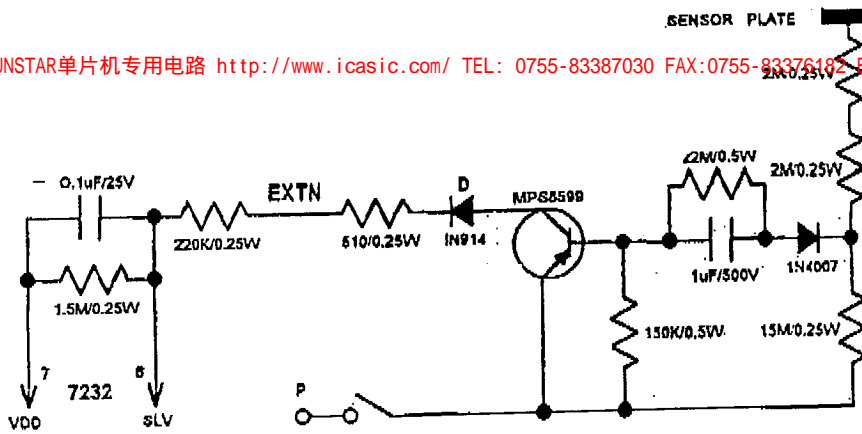 SENSOR PLATE
UNSTAR单片机专用电路 http://www.icasic.com/ TEL: 0755-83387030 FAX:0755-83376182
2M/0.25W
0.1uF/25V
EXTN
D
MPS8599
22M/0.5W
2M/0.25W
220K/0.25W
510/0.25W
IN914
1uF/500V
1N4007
1.5M/0.25W
150K/0.5W
15M/0.25W
7
7232
6
P
VDD
SLV